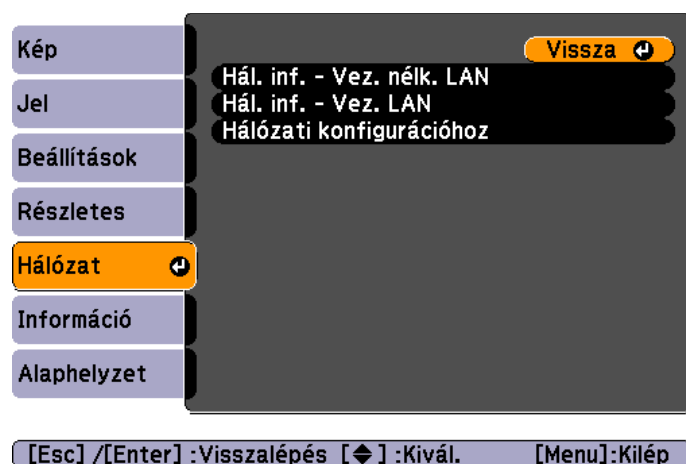 Kép
Jel
Beállítások
Részletes
Hálózat
Információ
Alaphelyzet
Vissza
Hál. inf. - Vez. nélk. LAN
Hál. inf. - Vez. LAN
Hálózati konfigurációhoz
[Esc] /[Enter] :Visszalépés [◆] :Kivál. [Menu]:Kilép